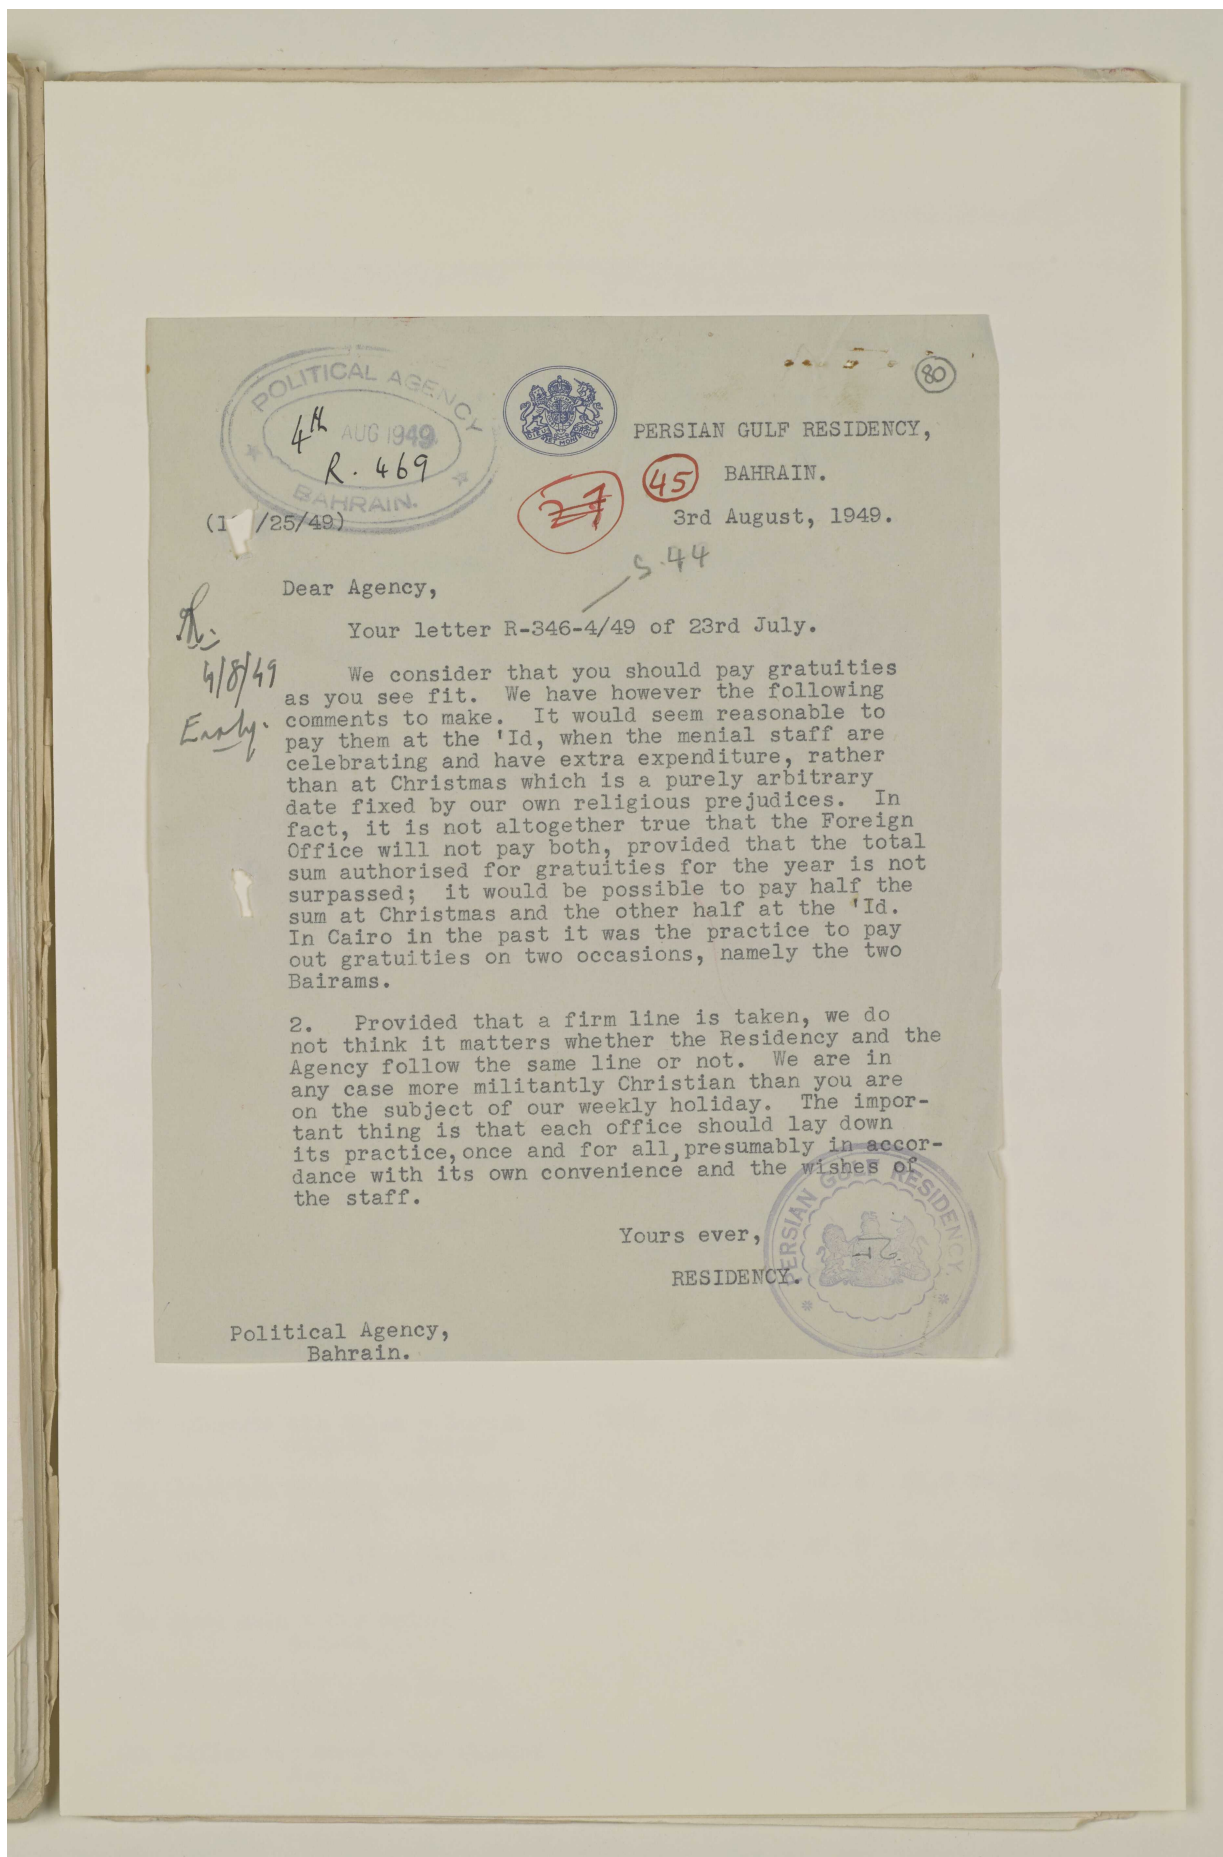 POLITICAL AGENCY
4th AUG 1949
R. 469
BAHRAIN.
80
PERSIAN GULF RESIDENCY,
45
BAHRAIN.
27
(1 /25/49)
3rd August, 1949.
S.44
Dear Agency,
Your letter R-346-4/49 of 23rd July.
4/8/49
We consider that you should pay gratuities
as you see fit. We have however the following
comments to make. It would seem reasonable to
pay them at the 'Id, when the menial staff are
celebrating and have extra expenditure, rather
than at Christmas which is a purely arbitrary
date fixed by our own religious prejudices. In
fact, it is not altogether true that the Foreign
Office will not pay both, provided that the total
sum authorised for gratuities for the year is not
surpassed; it would be possible to pay half the
sum at Christmas and the other half at the 'Id.
In Cairo in the past it was the practice to pay
out gratuities on two occasions, namely the two
Bairams.
2. Provided that a firm line is taken, we do
not think it matters whether the Residency and the
Agency follow the same line or not. We are in
any case more militantly Christian than you are
on the subject of our weekly holiday. The impor-
tant thing is that each office should lay down
its practice, once and for all, presumably in accor-
dance with its own convenience and the wishes of
the staff.
Yours ever,
RESIDENCY.
PERSIAN GULF RESIDENCY.
Political Agency,
Bahrain.